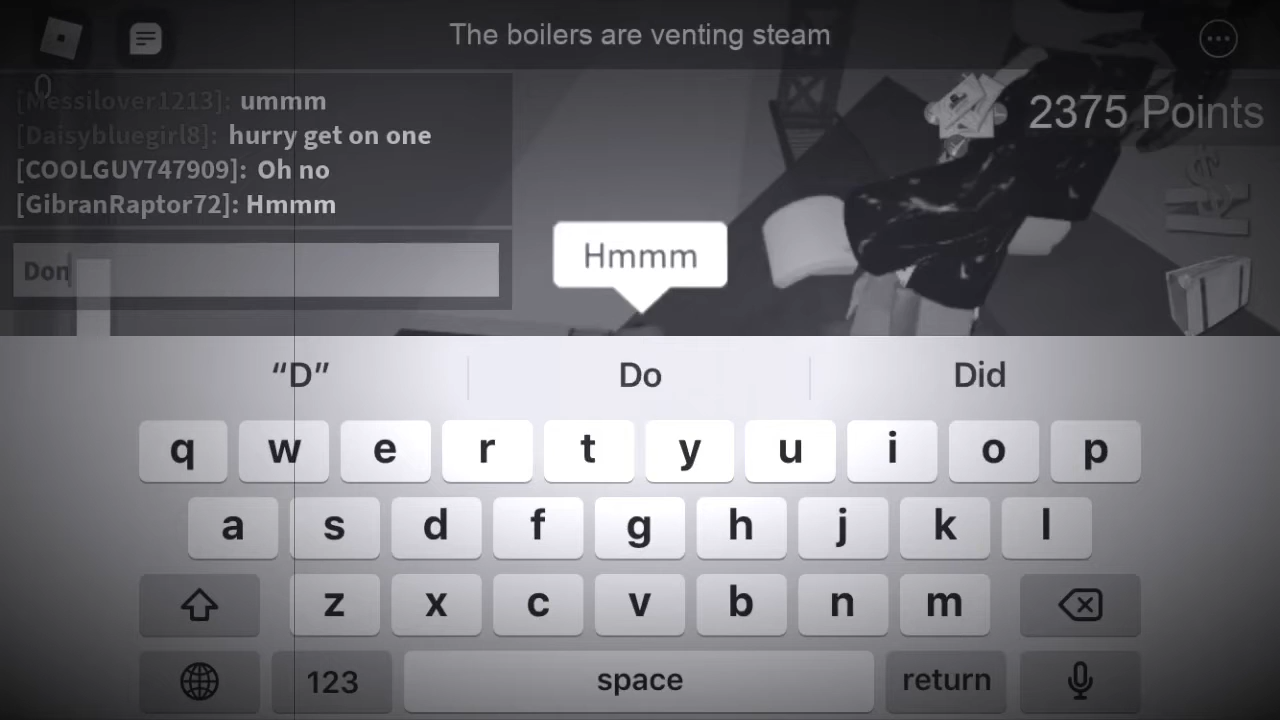 The boilers are venting steam
0
[Messilover1213]: ummm
2375 Points
[Daisybluegirl8]: hurry get on one
[COOLGUY747909]: Oh no
[GibranRaptor72]: Hmmm
Hmmm
Don
“D” Do Did
q w e r t y u i o p
a s d f g h j k l
z x c v b n m
123 space return